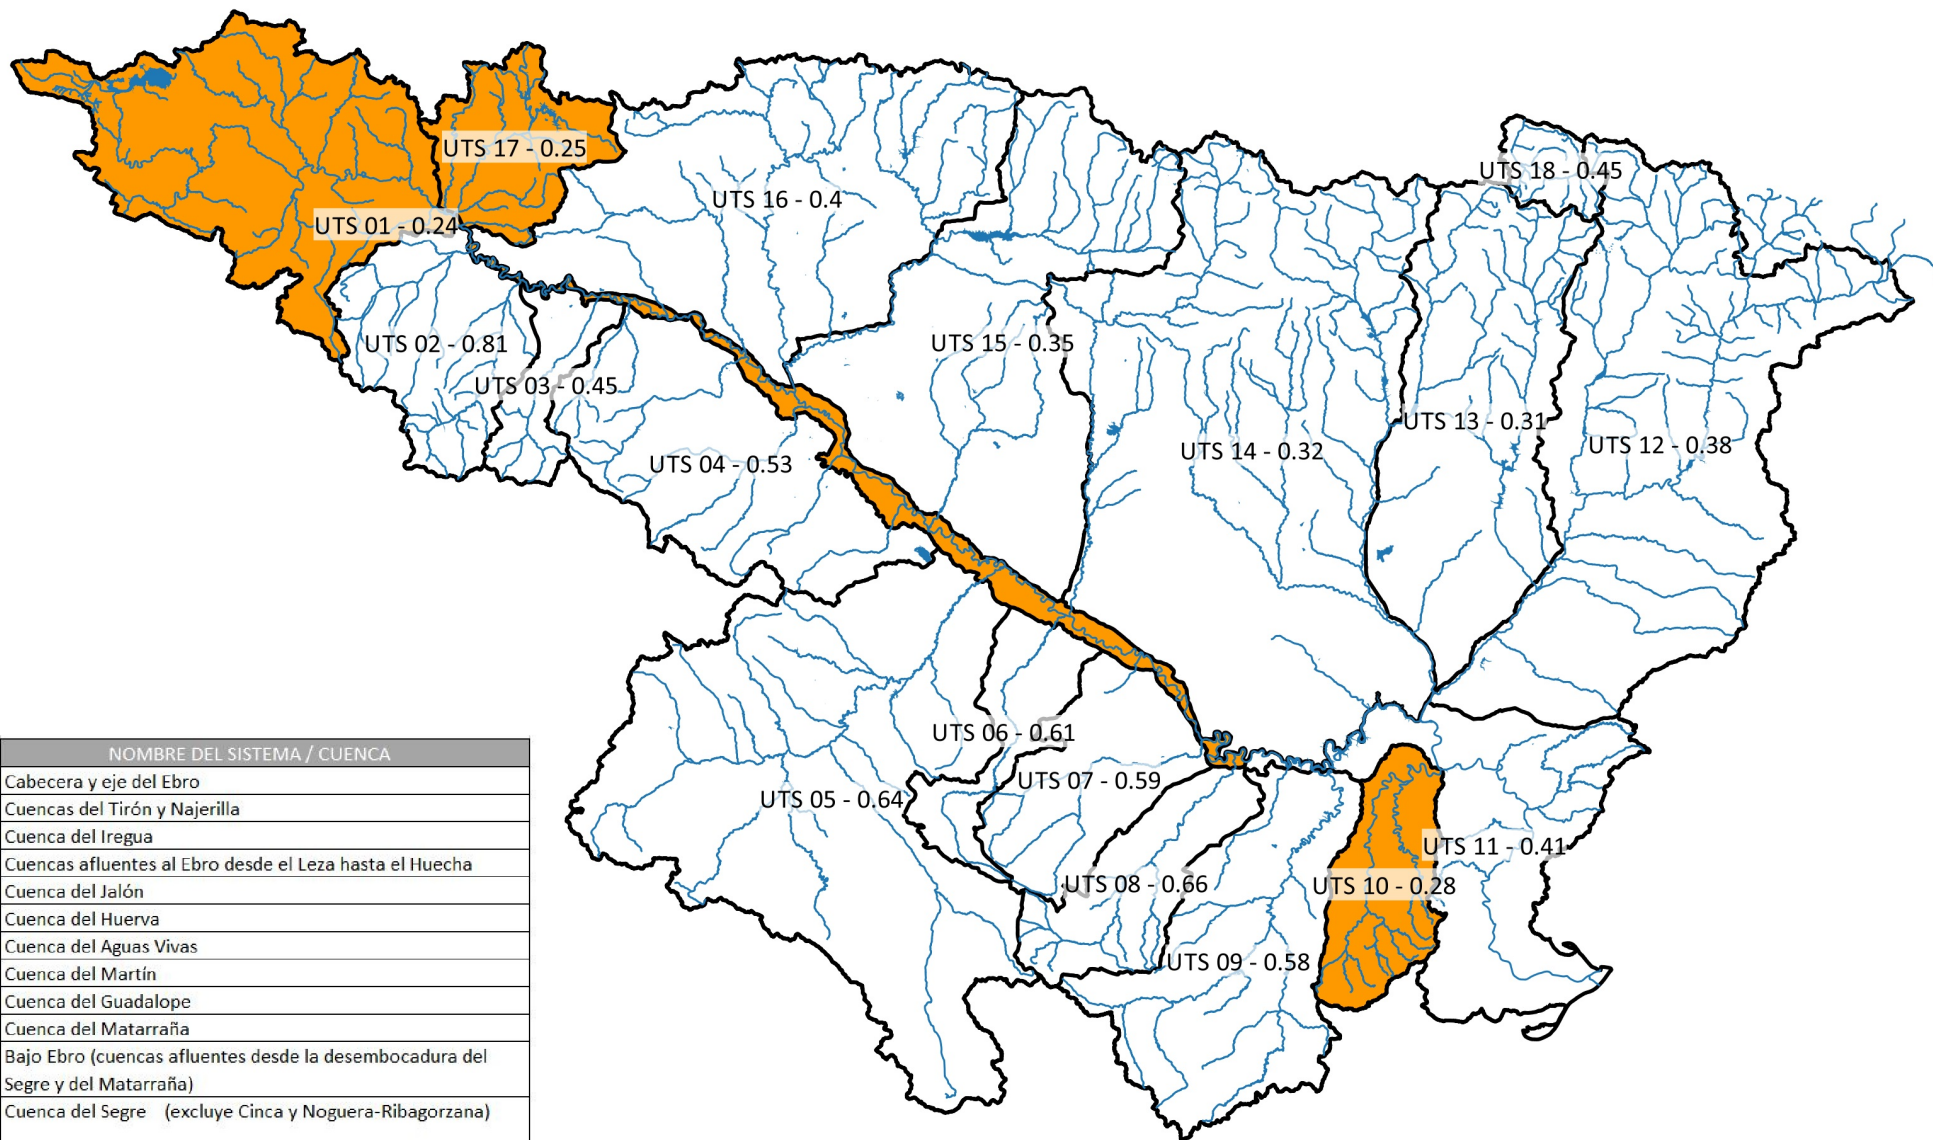 UTS 17 - 0.25
UTS 18 - 0.45
UTS 16 - 0.4
UTS 01 - 0.24
UTS 02 - 0.81
UTS 15 - 0.35
UTS 03 - 0.45
UTS 13 - 0.31
UTS 14 - 0.32
UTS 12 - 0.38
UTS 04 - 0.53
UTS 06 - 0.61
UTS 07 - 0.59
UTS 05 - 0.64
UTS 11 - 0.41
UTS 08 - 0.66
UTS 10 - 0.28
UTS 09 - 0.58
NOMBRE DEL SISTEMA / CUENCA
Cabecera y eje del Ebro
Cuencas del Tirón y Najerilla
Cuenca del Iregua
Cuencas afluentes al Ebro desde el Leza hasta el Huecha
Cuenca del Jalón
Cuenca del Huerva
Cuenca del Aguas Vivas
Cuenca del Martín
Cuenca del Guadalope
Cuenca del Matarraña
Bajo Ebro (cuencas afluentes desde la desembocadura del
Segre y del Matarraña)
Cuenca del Segre (excluye Cinca y Noguera-Ribagorzana)